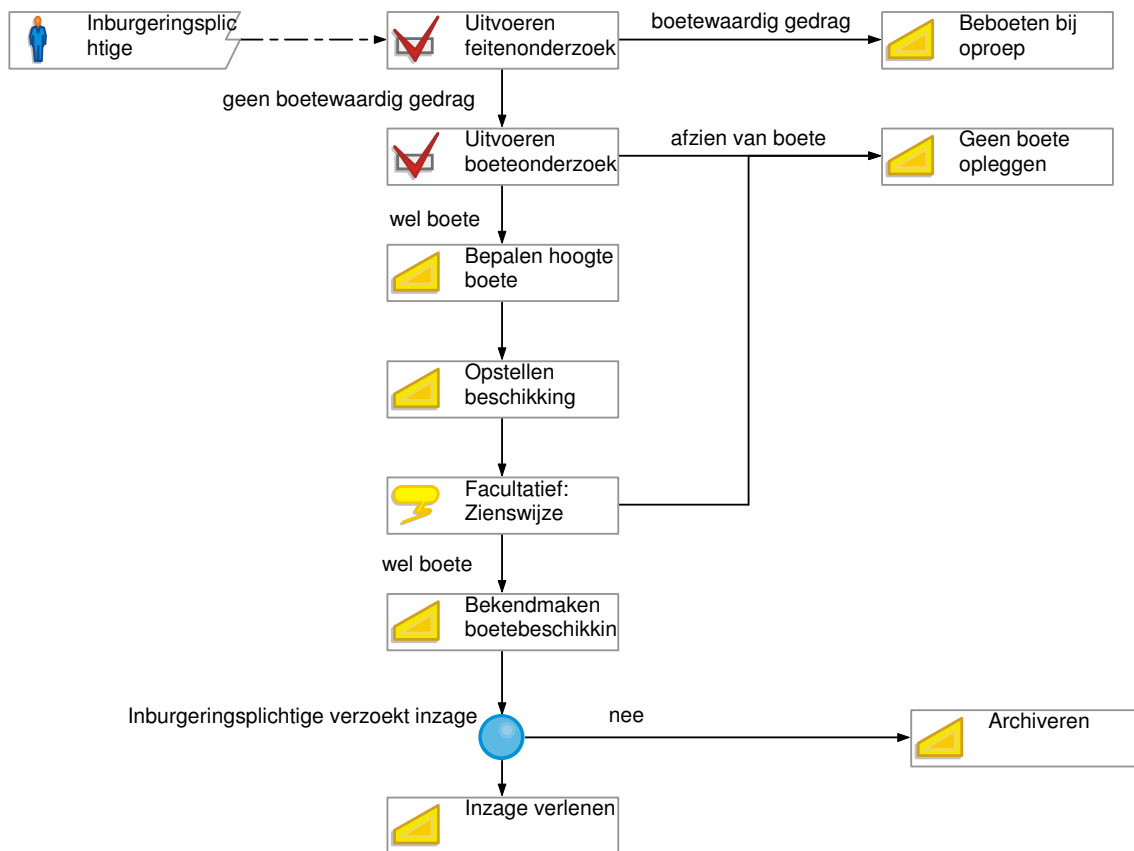 Inburgeringsplic
htige
Uitvoeren
feitenonderzoek
boetewaardig gedrag
Beboeten bij
oproep
geen boetewaardig gedrag
Uitvoeren
boeteonderzoek
afzien van boete
Geen boete
opleggen
wel boete
Bepalen hoogte
boete
Opstellen
beschikking
Facultatief:
Zienswijze
wel boete
Bekendmaken
boetebeschikkin
Inburgeringsplichtige verzoekt inzage
nee
Archiveren
Inzage verlenen